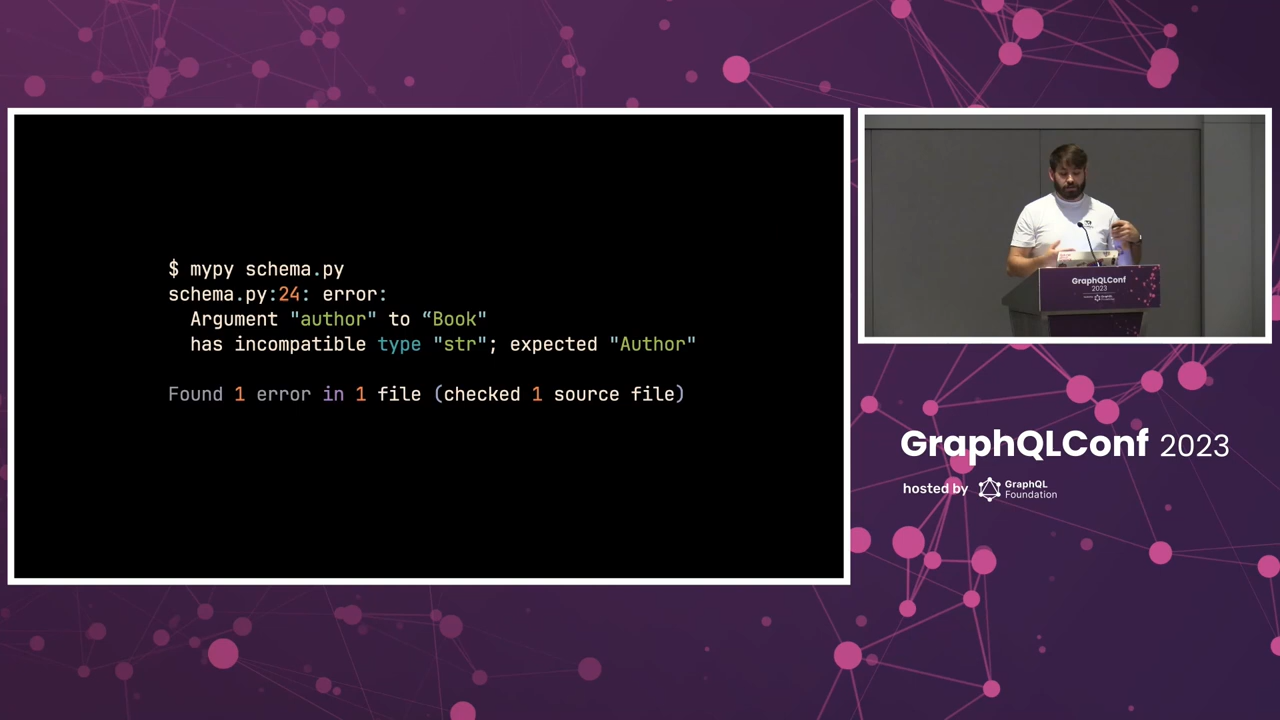 $ mypy schema.py
schema.py:24: error:
Argument "author" to “Book"
has incompatible type "str"; expected "Author"
Found 1 error in 1 file (checked 1 source file)
GraphQLConf
2023
GraphQLConf 2023
hosted by GraphQL Foundation